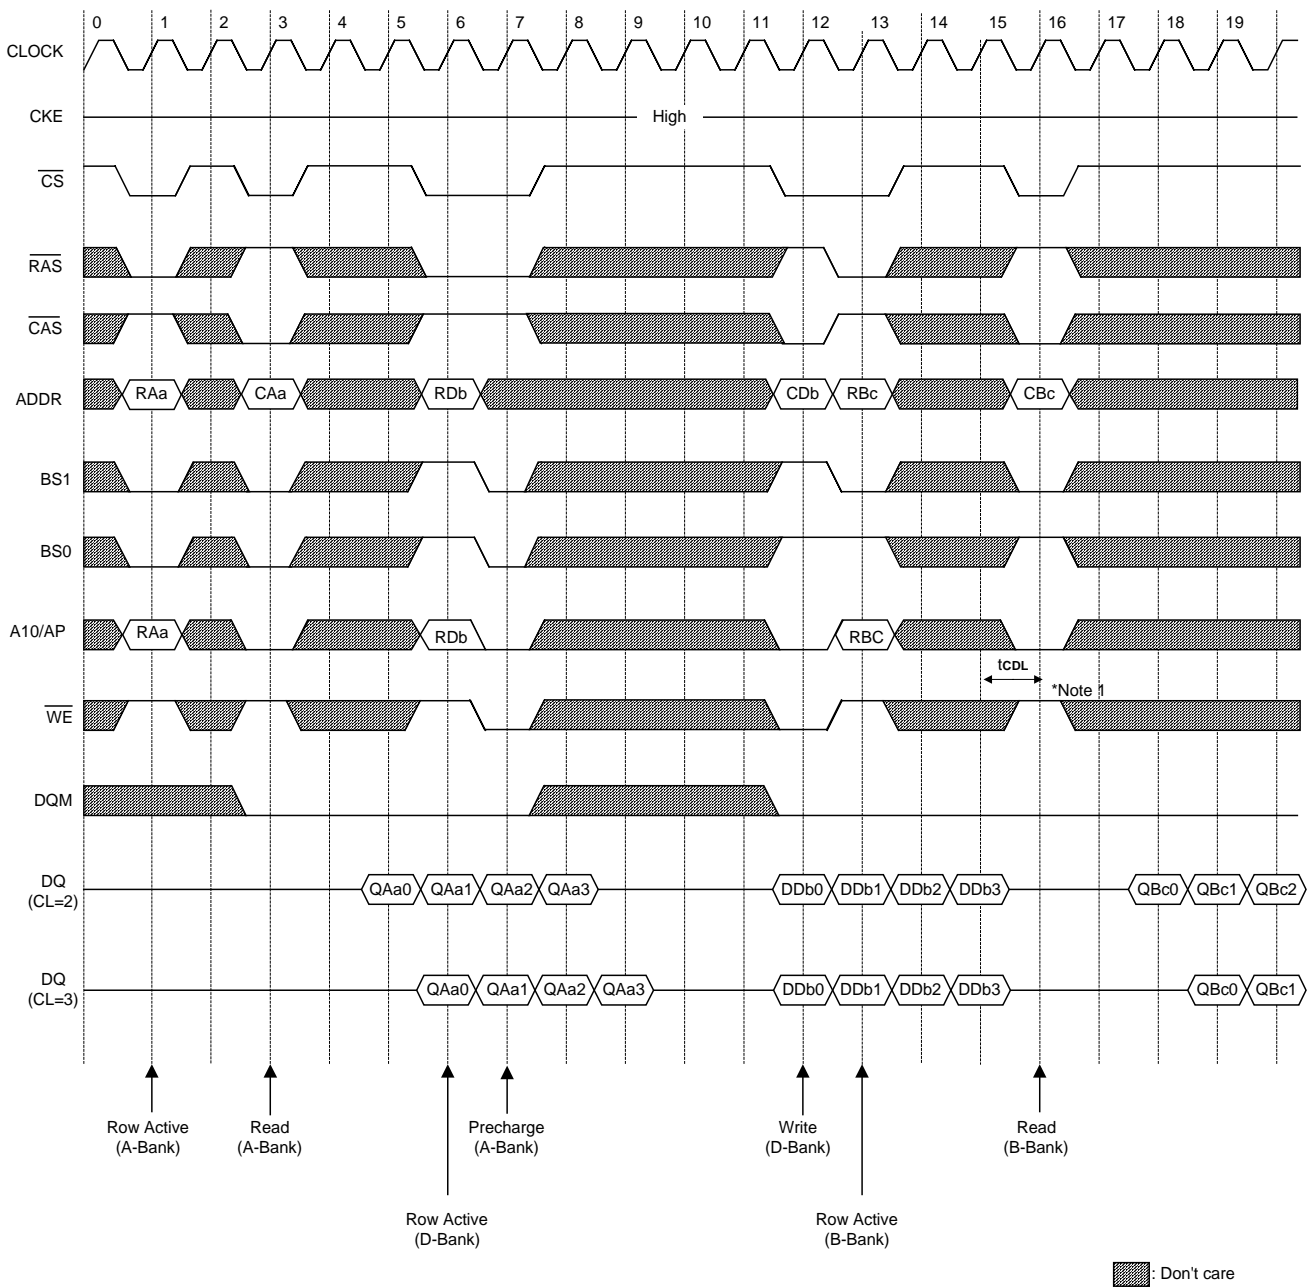 0 1 2 3 4 5 6 7 8 9 10 11 12 13 14 15 16 17 18 19
CLOCK
CKE High
CS
RAS
CAS
ADDR RAa CAa RDb CDb RBc CBc
BS1
BS0
A10/AP RAa RDb RBC
tCDL
*Note 1
WE
DQM
DQ
(CL=2)
QAa0 QAa1 QAa2 QAa3 DDb0 DDb1 DDb2 DDb3 QBc0 QBc1 QBc2
DQ
(CL=3)
QAa0 QAa1 QAa2 QAa3 DDb0 DDb1 DDb2 DDb3 QBc0 QBc1
Row Active
(A-Bank)
Read
(A-Bank)
Precharge
(A-Bank)
Write
(D-Bank)
Read
(B-Bank)
Row Active
(D-Bank)
Row Active
(B-Bank)
: Don't care